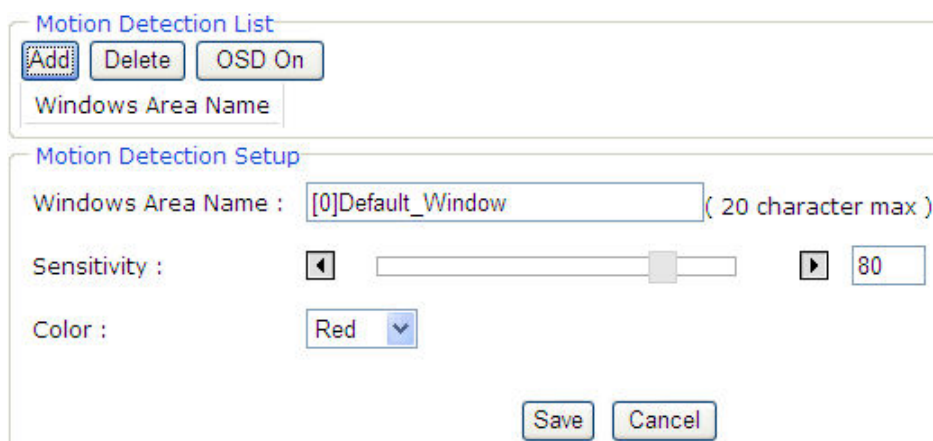 Motion Detection List
Add Delete OSD On
Windows Area Name
Motion Detection Setup
Windows Area Name : [0]Default_Window ( 20 character max )
Sensitivity : 80
Color : Red
Save Cancel